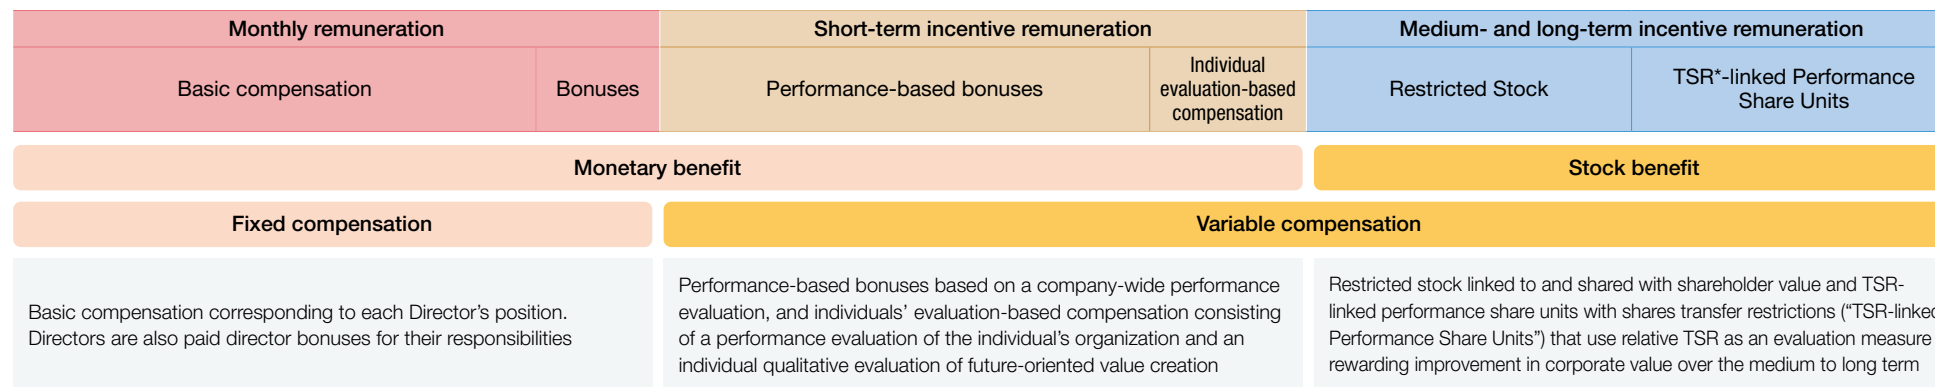 Monthly remuneration
Short-term incentive remuneration
Medium- and long-term incentive remuneration
Basic compensation
Bonuses
Performance-based bonuses
Individual
evaluation-based
compensation
Restricted Stock
TSR*-linked Performance
Share Units
Monetary benefit
Stock benefit
Fixed compensation
Variable compensation
Basic compensation corresponding to each Director's position.
Directors are also paid director bonuses for their responsibilities
Performance-based bonuses based on a company-wide performance
evaluation, and individuals' evaluation-based compensation consisting
of a performance evaluation of the individual's organization and an
individual qualitative evaluation of future-oriented value creation
Restricted stock linked to and shared with shareholder value and TSR-
linked performance share units with shares transfer restrictions ("TSR-linked
Performance Share Units") that use relative TSR as an evaluation measure
rewarding improvement in corporate value over the medium to long term